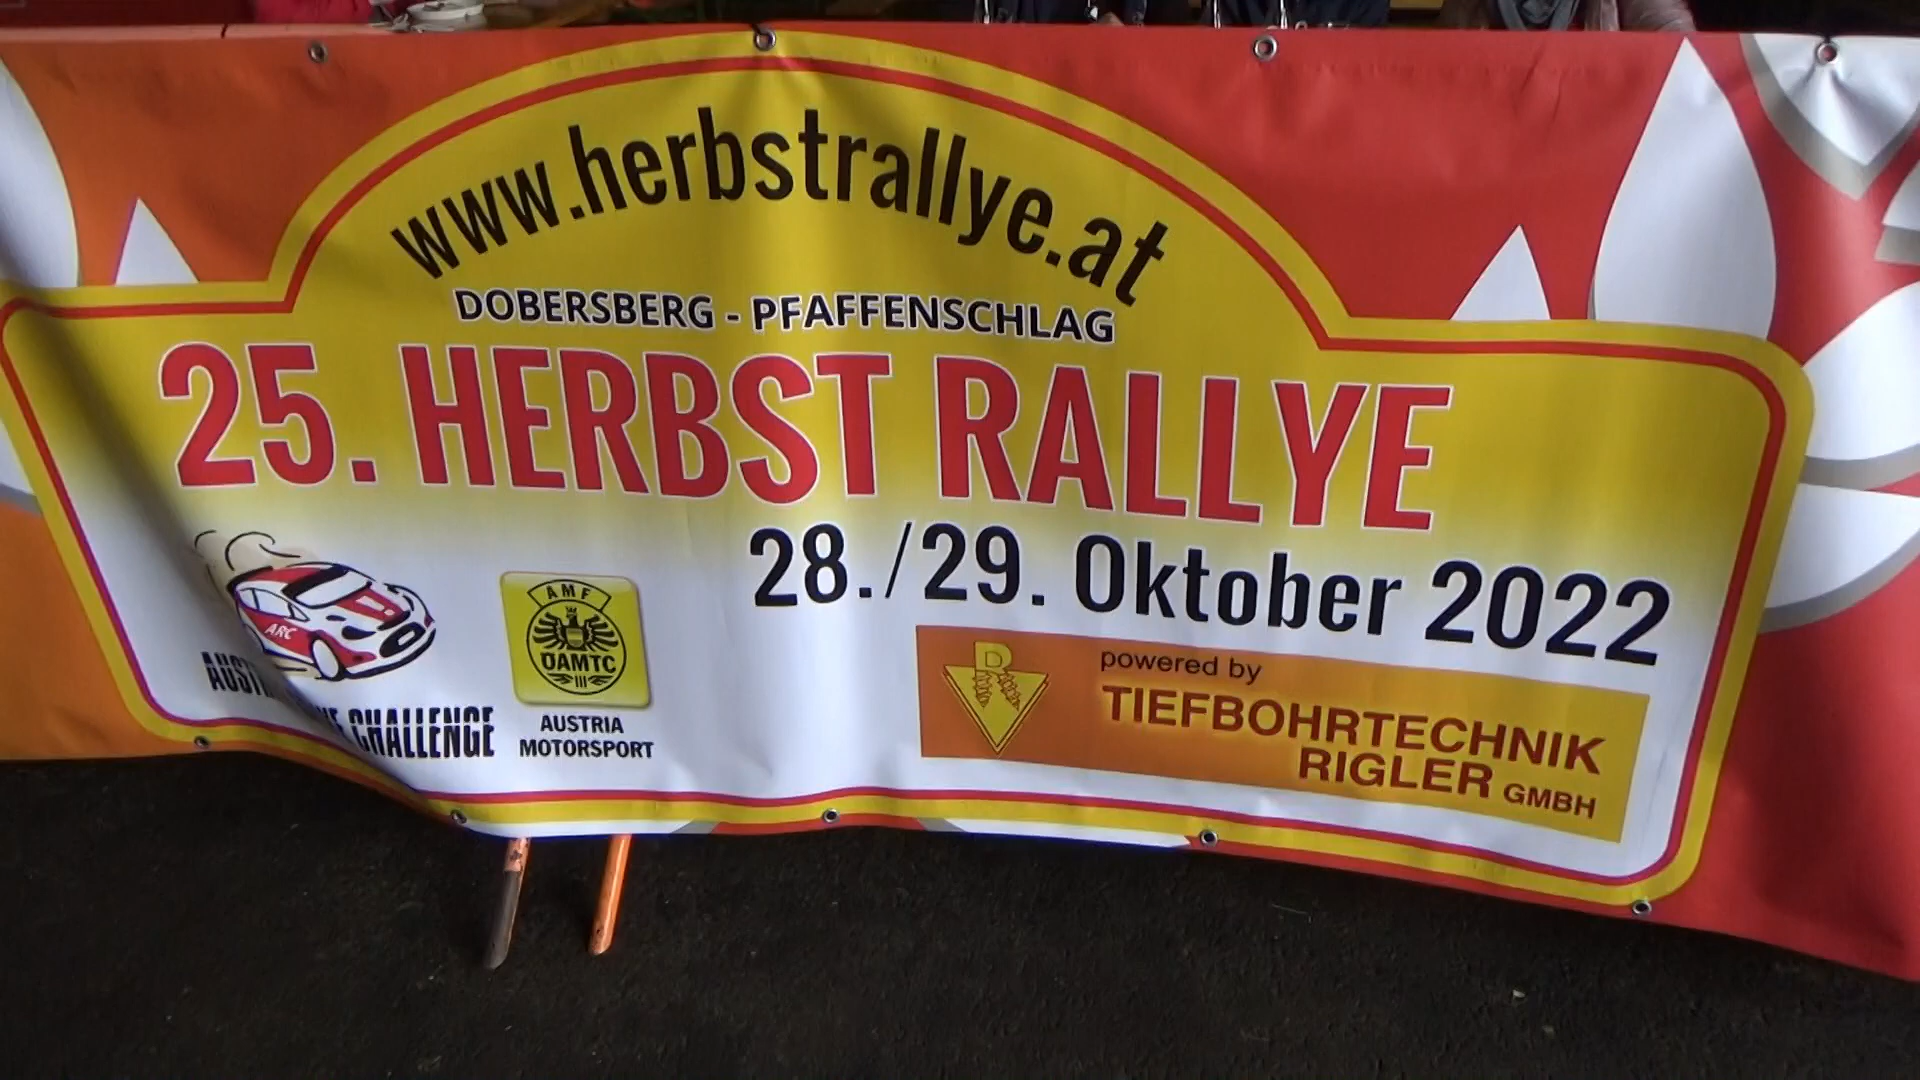 www.herbstrallye.at
DOBERSBERG - PFAFFENSCHLAG
25. HERBST RALLYE
28./29. Oktober 2022
ARC
CHALLENGE
AMF
ÖAMTC
AUSTRIA
MOTORSPORT
powered by
TIEFBOHRTECHNIK
RIGLER GMBH